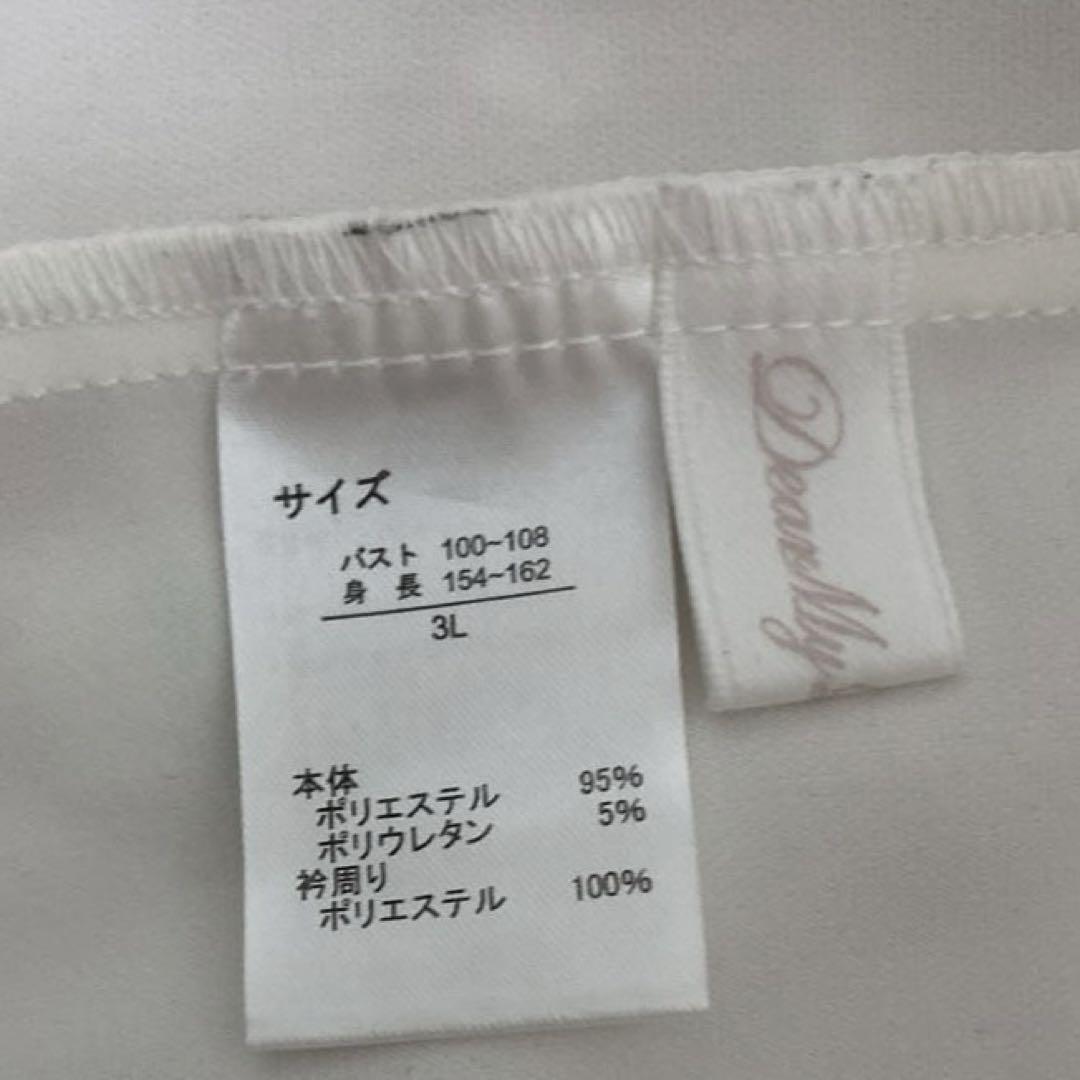 サイズ
バスト 100~108
身 長 154~162
3L
本体
ポリエステル 95%
ポリウレタン 5%
衿周り
ポリエステル 100%
DearMy